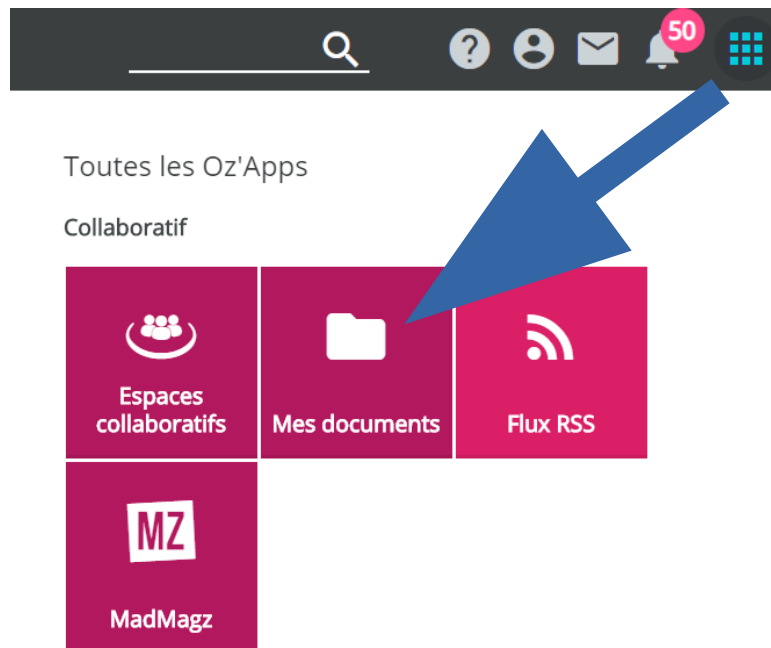 50
Toutes les Oz'Apps
Collaboratif
Espaces
collaboratifs
Mes documents
Flux RSS
MZ
MadMagz